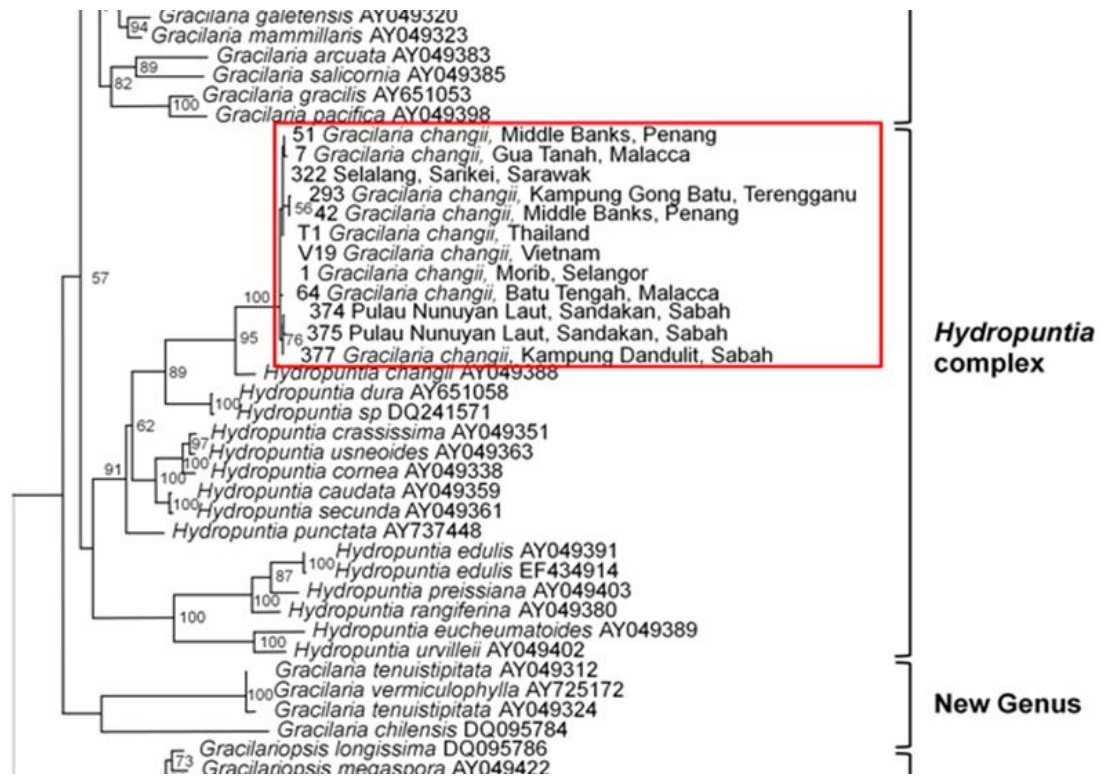 Gracilaria galetensis AY049320
94
Gracilaria mammillaris AY049323
Gracilaria arcuata AY049383
89
Gracilaria salicornia AY049385
82
Gracilaria gracilis AY651053
100
Gracilaria pacifica AY049398
51 Gracilaria changii, Middle Banks, Penang
7 Gracilaria changii, Gua Tanah, Malacca
322 Selalang, Sarikei, Sarawak
293 Gracilaria changii, Kampung Gong Batu, Terengganu
56
42 Gracilaria changii, Middle Banks, Penang
T1 Gracilaria changii, Thailand
V19 Gracilaria changii, Vietnam
57
1 Gracilaria changii, Morib, Selangor
100
64 Gracilaria changii, Batu Tengah, Malacca
374 Pulau Nunuyan Laut, Sandakan, Sabah
375 Pulau Nunuyan Laut, Sandakan, Sabah
76
95
377 Gracilaria changii, Kampung Dandulit, Sabah
Hydropuntia changii AY049388
89
Hydropuntia dura AY651058
100
Hydropuntia sp DQ241571
62
Hydropuntia crassissima AY049351
97
Hydropuntia usneoides AY049363
100
Hydropuntia cornea AY049338
91
100
Hydropuntia caudata AY049359
100
Hydropuntia secunda AY049361
Hydropuntia punctata AY737448
Hydropuntia edulis AY049391
100
Hydropuntia edulis EF434914
87
Hydropuntia preissiana AY049403
100
Hydropuntia rangiferina AY049380
100
Hydropuntia eucheumatoides AY049389
100
Hydropuntia urvilleii AY049402
Gracilaria tenuistipitata AY049312
100
Gracilaria vermiculophylla AY725172
Gracilaria tenuistipitata AY049324
Gracilaria chilensis DQ095784
Gracilariopsis longissima DQ095786
73
Gracilariopsis megaspora AY049422
Hydropuntia
complex
New Genus